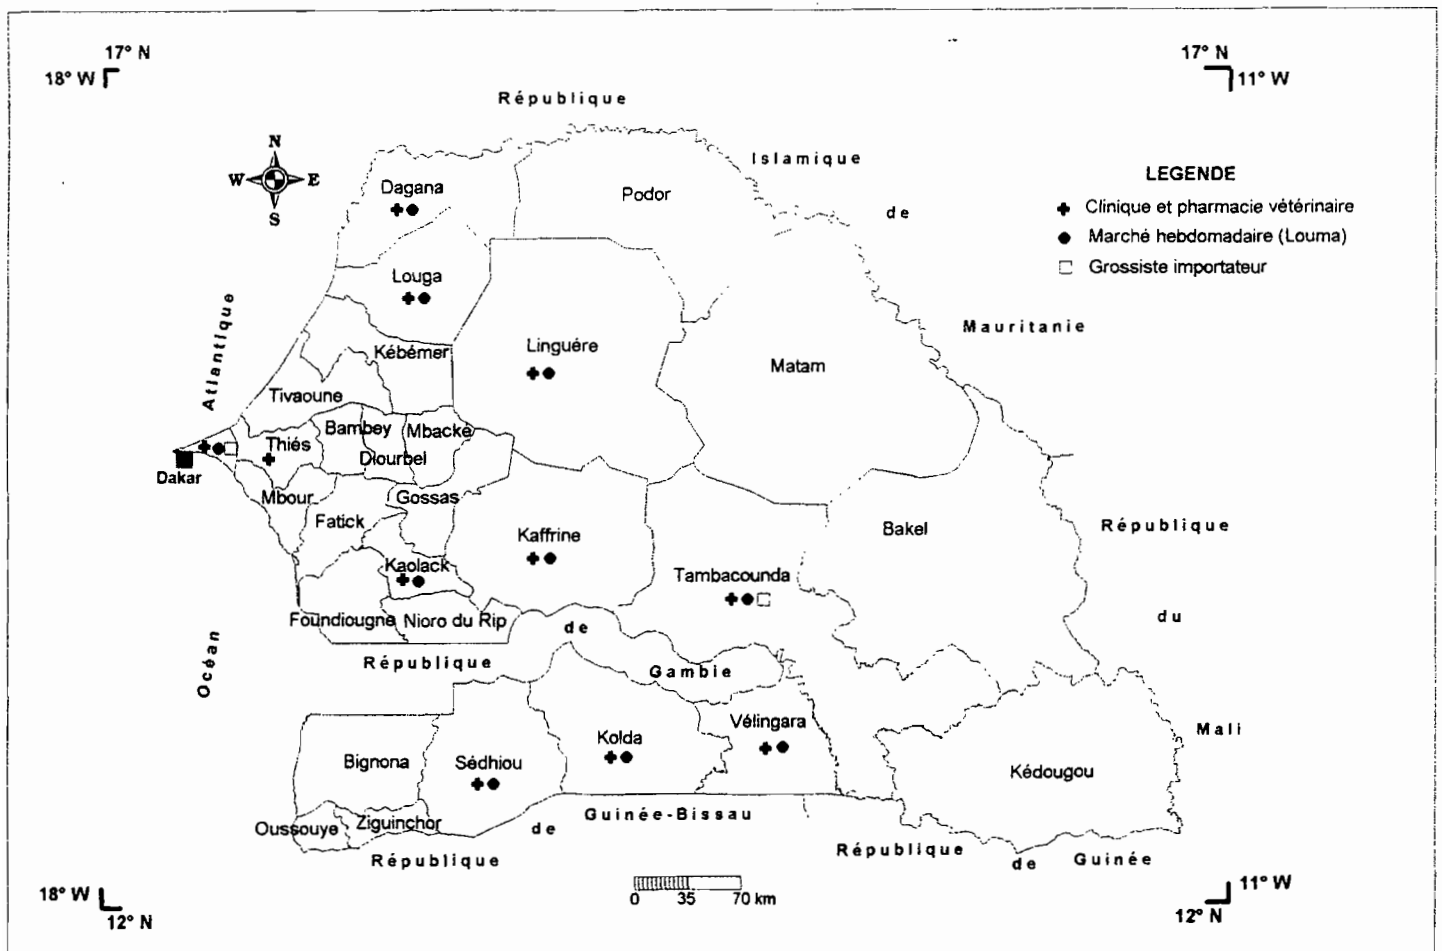 17° N
18° W
17° N
11° W
République
Islamique
de
Mauritanie
N
W E
S
LEGENDE
Clinique et pharmacie vétérinaire
Marché hebdomadaire (Louma)
Grossiste importateur
Dagana
Podor
Louga
Atlantique
Kébémer
Linguére
Matam
Tivaoune
Bambey
Mbacké
Thiés
Diourbel
Dakar
Mbour
Gossas
Fatick
Kaffrine
Bakel
République
du
Mali
Kaolack
Tambacounda
Foundiougne
Nioro du Rip
de
République
Gambie
Océan
Vélingara
Kolda
Bignona
Sédhiou
Kédougou
Oussouye
Ziguinchor
de
Guinée-Bissau
République
République
de
Guinée
0 35 70 km
18° W
12° N
11° W
12° N